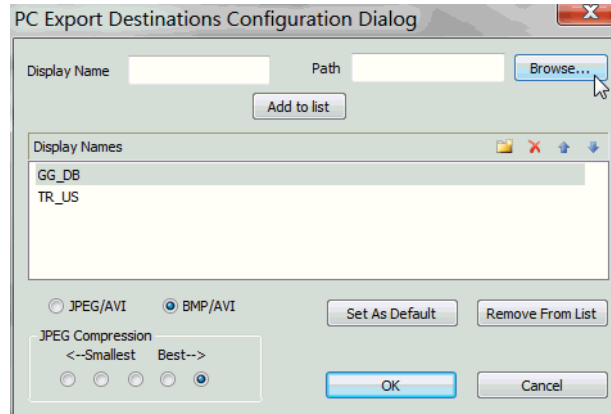 PC Export Destinations Configuration Dialog
Display Name
Path
Browse...
Add to list
Display Names
GG_DB
TR_US
JPEG/AVI
BMP/AVI
Set As Default
Remove From List
JPEG Compression
<--Smallest Best-->
OK
Cancel